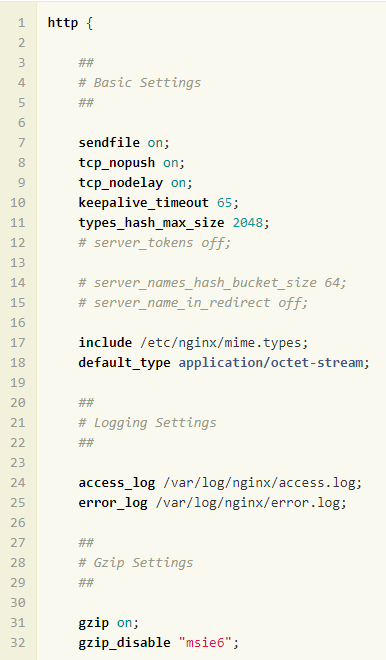 1 http {
2
3 ##
4 # Basic Settings
5 ##
6
7 sendfile on;
8 tcp_nopush on;
9 tcp_nodelay on;
10 keepalive_timeout 65;
11 types_hash_max_size 2048;
12 # server_tokens off;
13
14 # server_names_hash_bucket_size 64;
15 # server_name_in_redirect off;
16
17 include /etc/nginx/mime.types;
18 default_type application/octet-stream;
19
20 ##
21 # Logging Settings
22 ##
23
24 access_log /var/log/nginx/access.log;
25 error_log /var/log/nginx/error.log;
26
27 ##
28 # Gzip Settings
29 ##
30
31 gzip on;
32 gzip_disable "msie6";